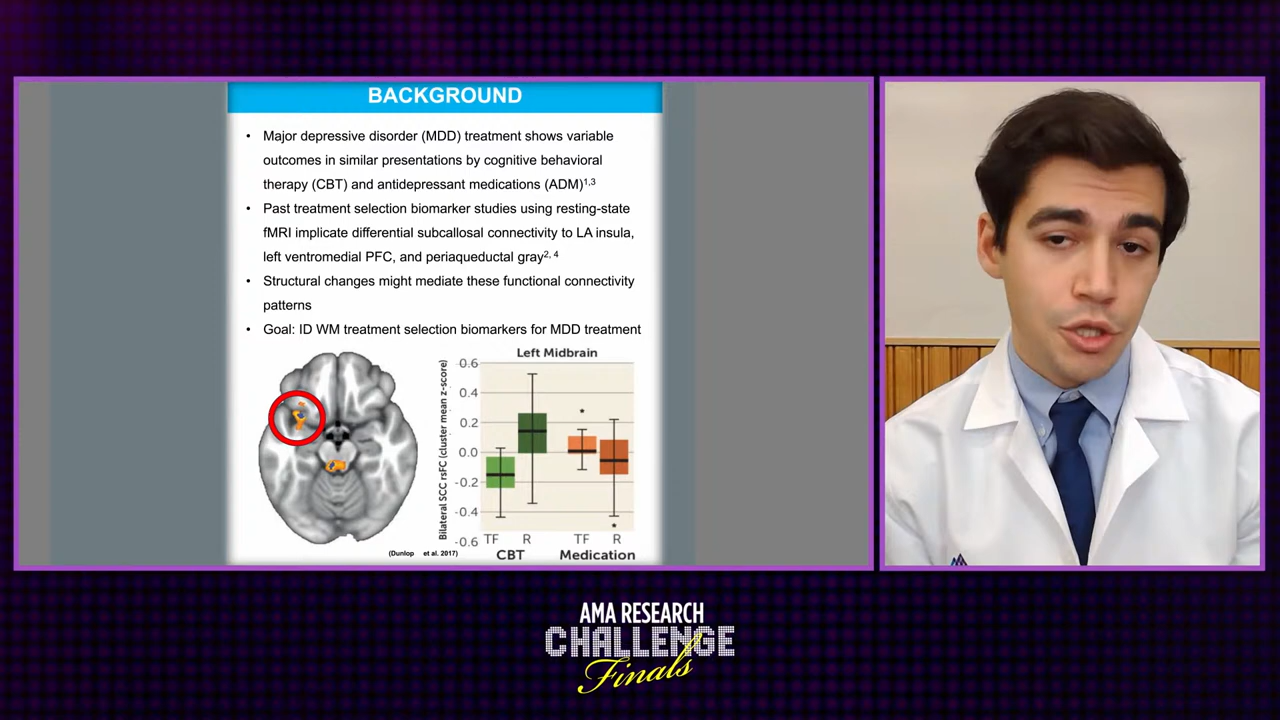 BACKGROUND
• Major depressive disorder (MDD) treatment shows variable
outcomes in similar presentations by cognitive behavioral
therapy (CBT) and antidepressant medications (ADM)1,3
• Past treatment selection biomarker studies using resting-state
fMRI implicate differential subcallosal connectivity to LA insula,
left ventromedial PFC, and periaqueductal gray2, 4
• Structural changes might mediate these functional connectivity
patterns
• Goal: ID WM treatment selection biomarkers for MDD treatment
Left Midbrain
Bilateral SCC rsFC (cluster mean z-score)
0.6
0.4
0.2
0.0
-0.2
-0.4
-0.6
TF R TF R
CBT Medication
(Dunlop et al. 2017)
AMA RESEARCH
CHALLENGE
Finals